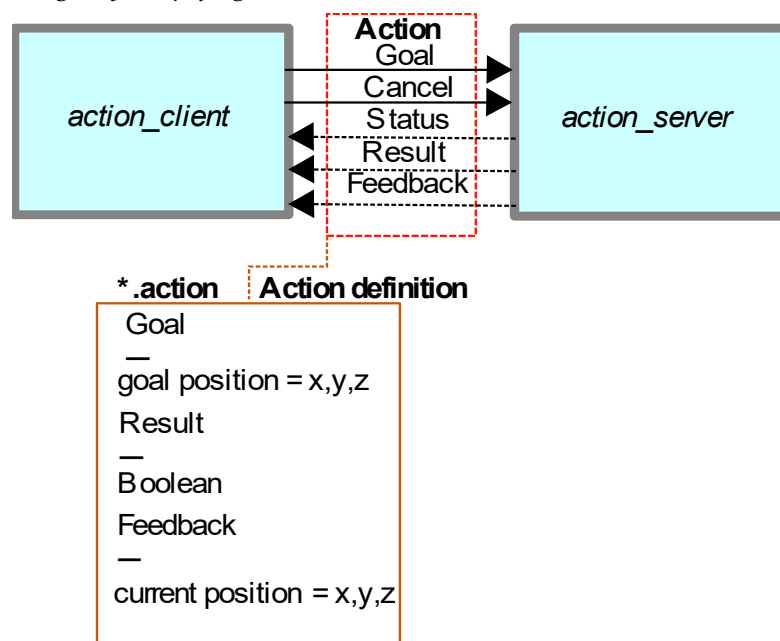 Action
Goal
Cancel
Status
Result
Feedback
action_client
action_server
*.action Action definition
Goal
—
goal position = x,y,z
Result
—
Boolean
Feedback
—
current position = x,y,z